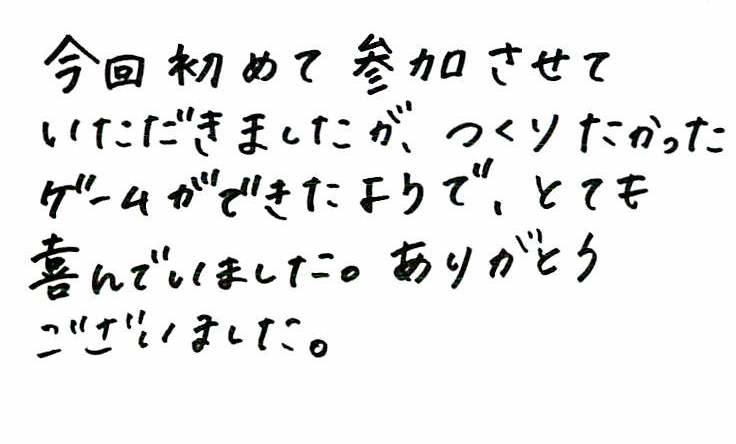 今回初めて参加させて
いただきましたが、つくりたかった
ゲームができたようで、とても
喜んでいました。ありがとう
ございました。